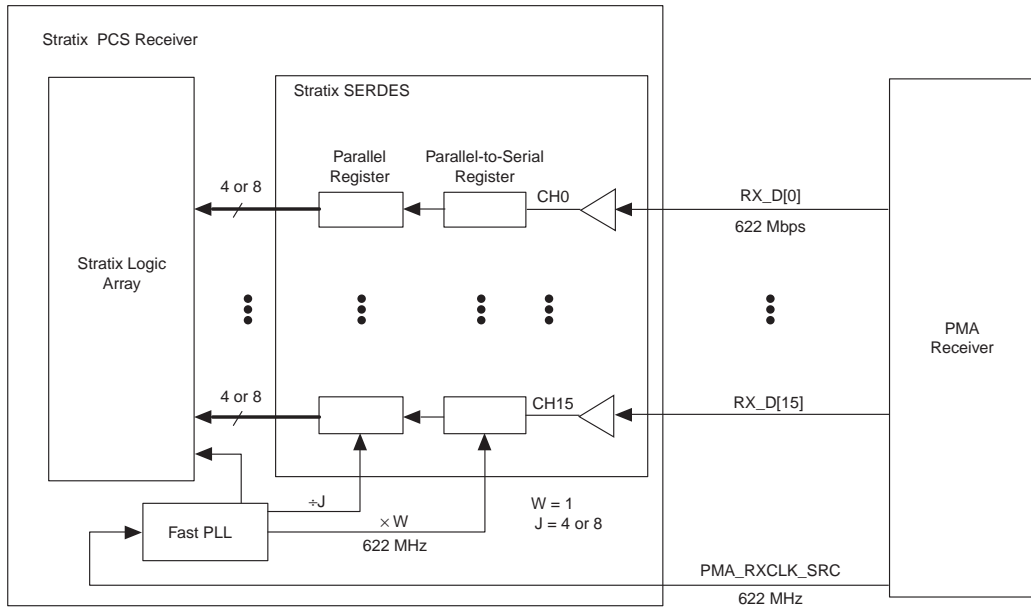 Stratix PCS Receiver
Stratix SERDES
Parallel
Register
Parallel-to-Serial
Register
4 or 8
CH0
RX_D[0]
622 Mbps
Stratix Logic
Array
PMA
Receiver
4 or 8
CH15
RX_D[15]
÷J
W = 1
J = 4 or 8
Fast PLL
× W
622 MHz
PMA_RXCLK_SRC
622 MHz